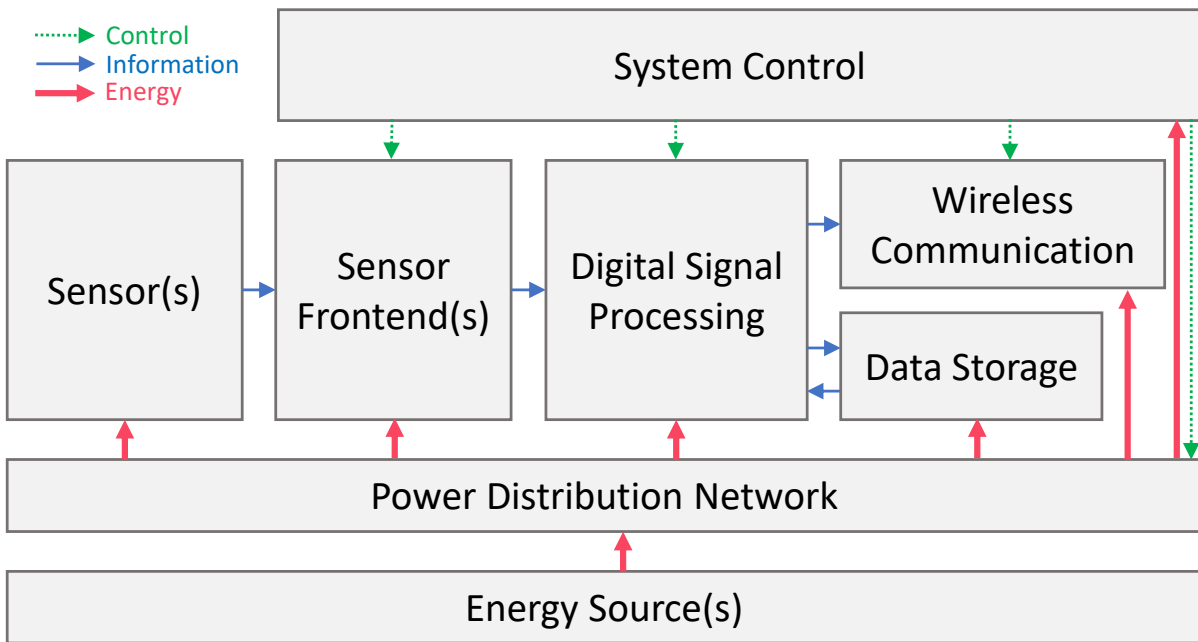 Control
Information
Energy
System Control
Sensor(s)
Sensor
Frontend(s)
Digital Signal
Processing
Wireless
Communication
Data Storage
Power Distribution Network
Energy Source(s)